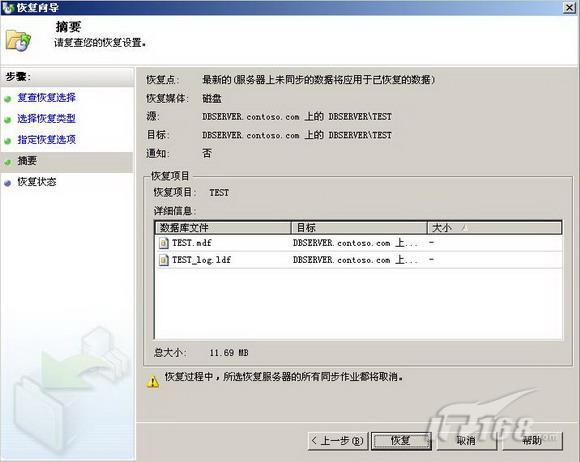 恢复向导
摘要
请复查您的恢复设置。
步骤:
复查恢复选择
选择恢复类型
指定恢复选项
摘要
恢复状态
恢复点: 最新的(服务器上未同步的数据将应用于已恢复的数据)
恢复媒体: 磁盘
源: DBSERVER.contoso.com 上的 DBSERVER\TEST
目标: DBSERVER.contoso.com 上的 DBSERVER\TEST
通知: 否
恢复项目
恢复项目: TEST
详细信息:
数据库文件 目标 大小
TEST.mdf DBSERVER.contoso.com 上... -
TEST_log.ldf DBSERVER.contoso.com 上... -
总大小: 11.69 MB
恢复过程中，所选恢复服务器的所有同步作业都将取消。
<上一步(B) 恢复 取消 帮助
IT168.com